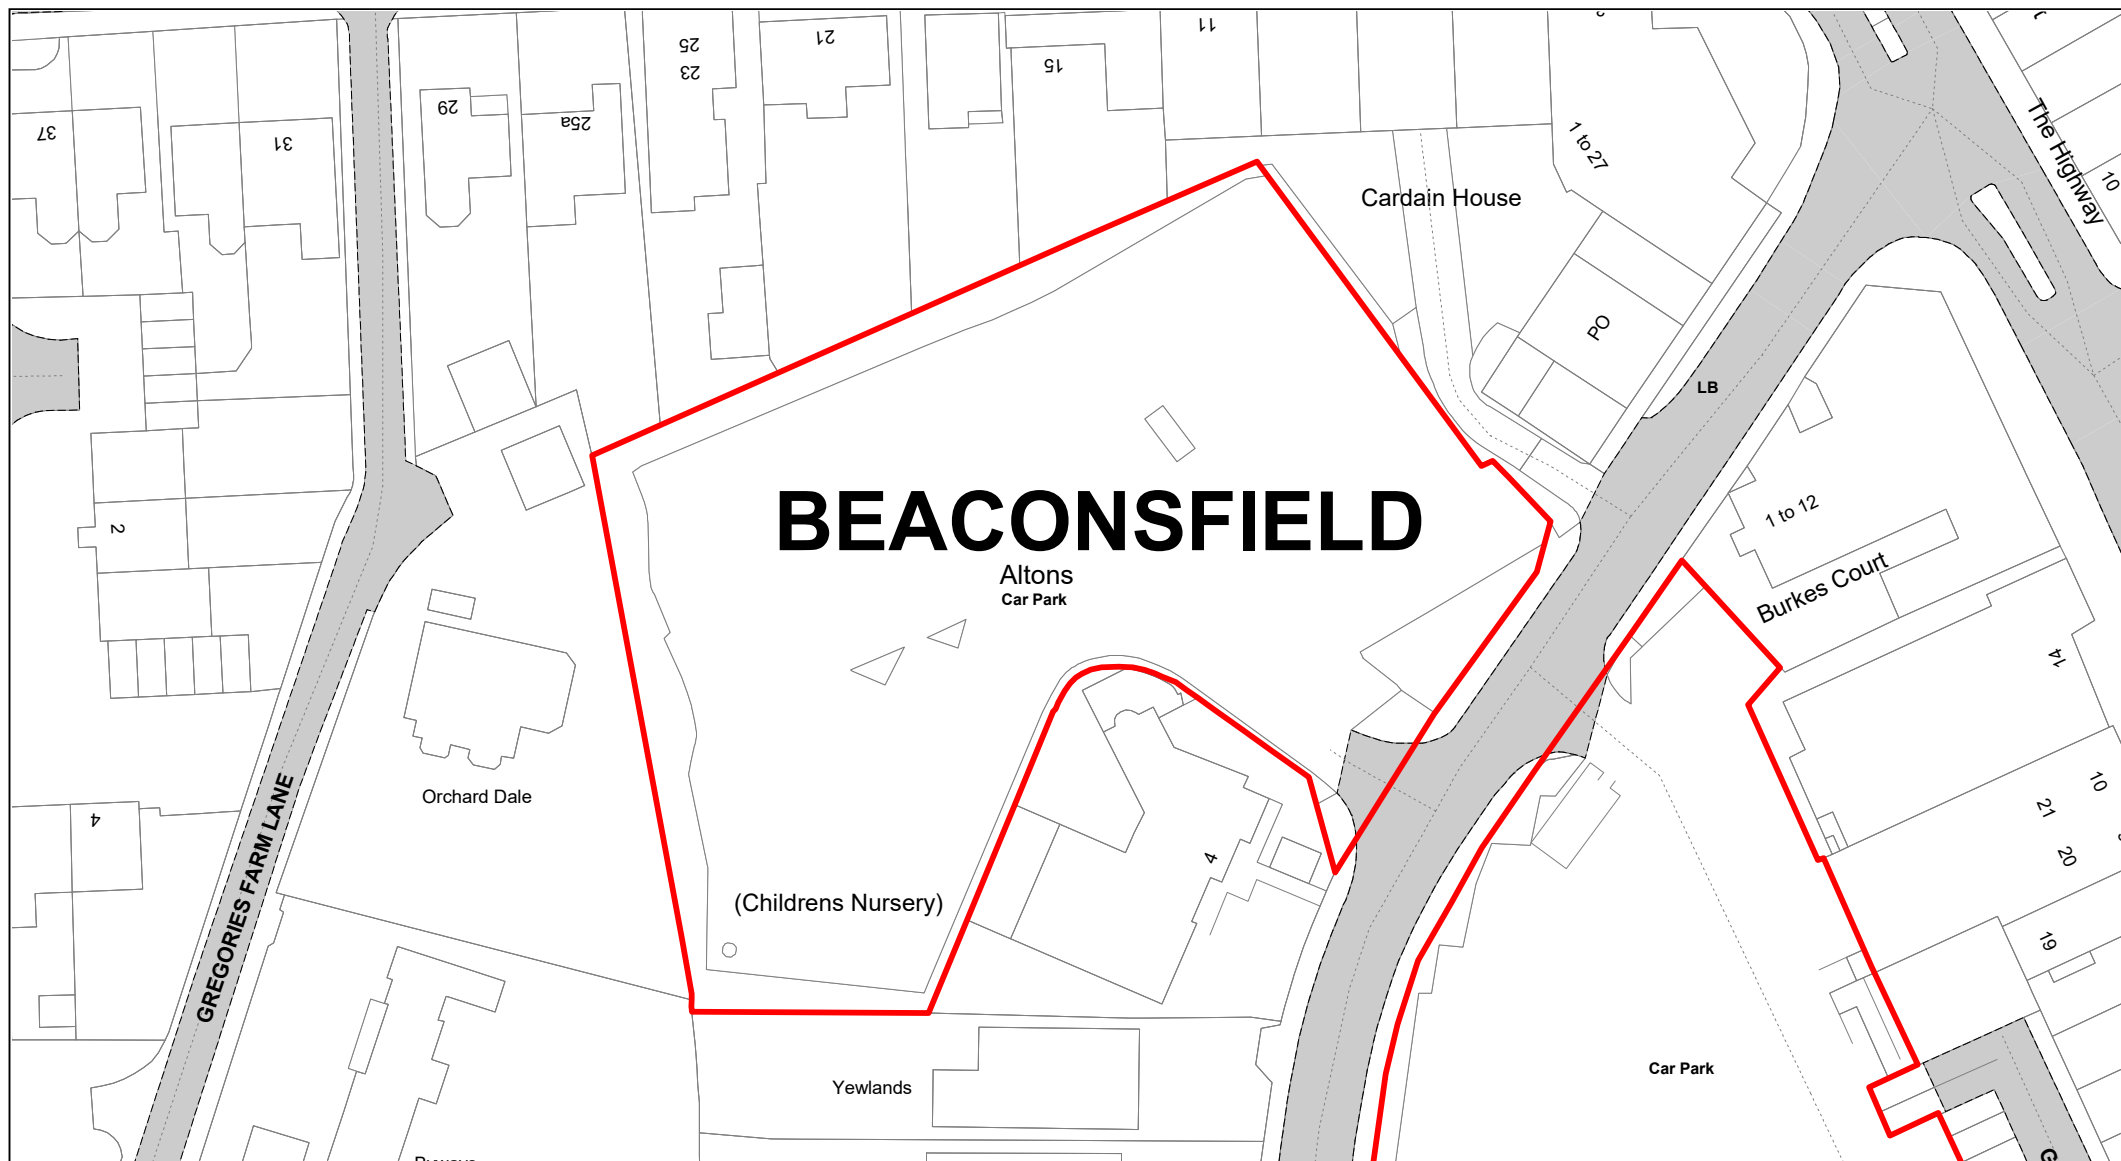 25
23
21
15
11
29
25a
37
31
1 to 27
The Highway
10
Cardain House
PO
LB
BEACONSFIELD
Altons
Car Park
1 to 12
Burkes Court
2
14
Orchard Dale
GREGORIES FARM LANE
4
4
(Childrens Nursery)
10
21
20
19
Yewlands
Car Park
G